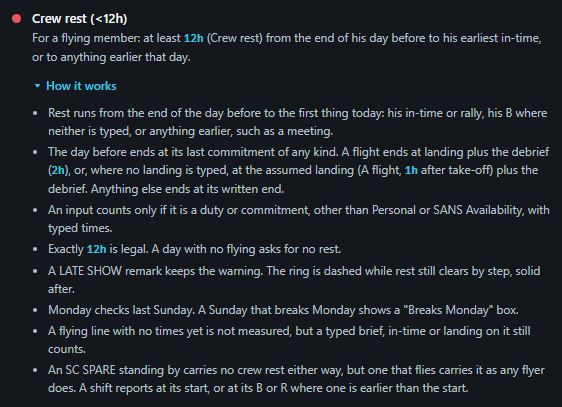 Crew rest (<12h)
For a flying member: at least 12h (Crew rest) from the end of his day before to his earliest in-time,
or to anything earlier that day.
How it works
Rest runs from the end of the day before to the first thing today: his in-time or rally, his B where
neither is typed, or anything earlier, such as a meeting.
The day before ends at its last commitment of any kind. A flight ends at landing plus the debrief
(2h), or, where no landing is typed, at the assumed landing (A flight, 1h after take-off) plus the
debrief. Anything else ends at its written end.
An input counts only if it is a duty or commitment, other than Personal or SANS Availability, with
typed times.
Exactly 12h is legal. A day with no flying asks for no rest.
A LATE SHOW remark keeps the warning. The ring is dashed while rest still clears by step, solid
after.
Monday checks last Sunday. A Sunday that breaks Monday shows a "Breaks Monday" box.
A flying line with no times yet is not measured, but a typed brief, in-time or landing on it still
counts.
An SC SPARE standing by carries no crew rest either way, but one that flies carries it as any flyer
does. A shift reports at its start, or at its B or R where one is earlier than the start.